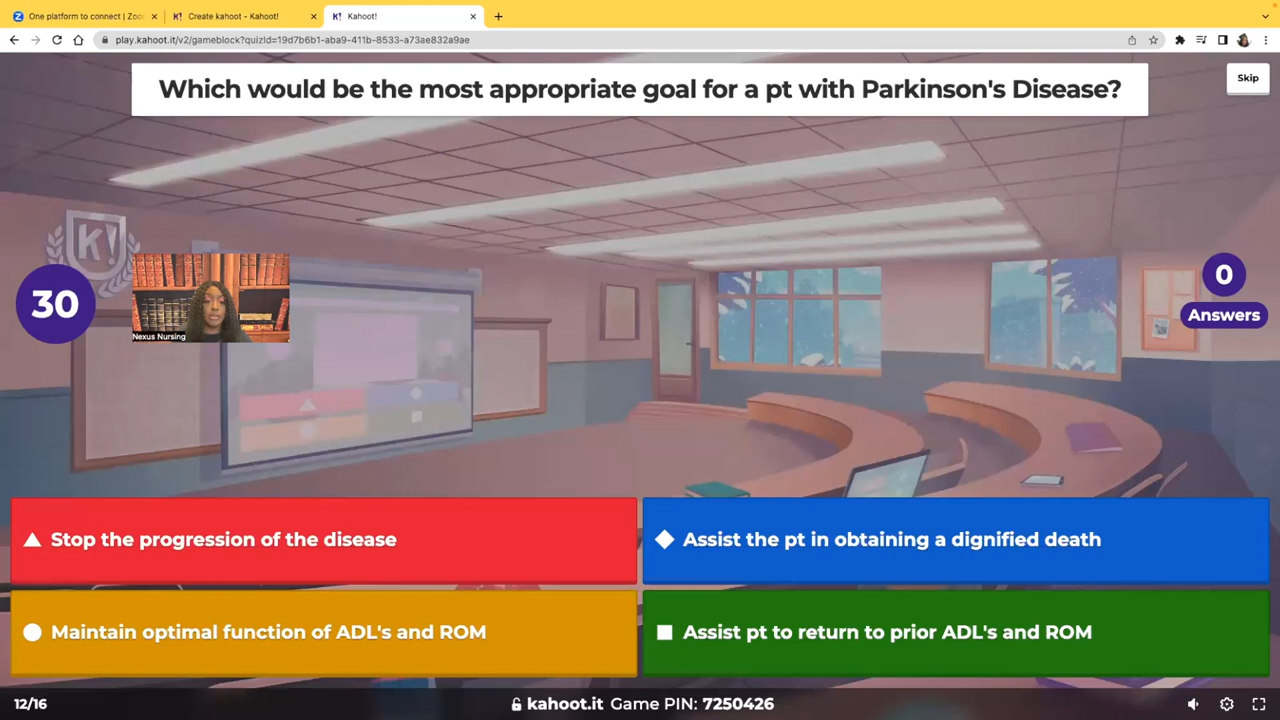 One platform to connect | Zoo
Create kahoot - Kahoot!
Kahoot!
play.kahoot.it/v2/gameblock?quizId=19d7b6b1-aba9-411b-8533-a73ae832a9ae
Which would be the most appropriate goal for a pt with Parkinson's Disease?
Skip
K!
30
Nexus Nursing
0
Answers
Stop the progression of the disease
Assist the pt in obtaining a dignified death
Maintain optimal function of ADL's and ROM
Assist pt to return to prior ADL's and ROM
12/16
kahoot.it Game PIN: 7250426